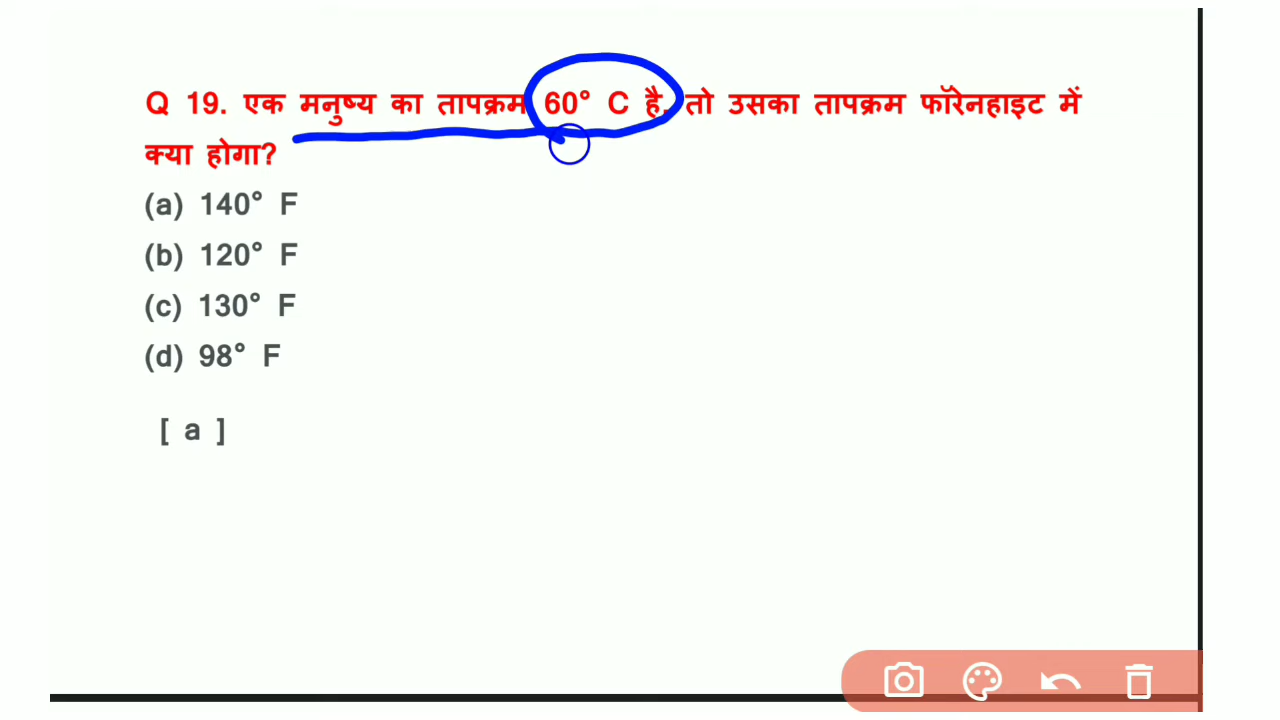 Q 19. एक मनुष्य का तापक्रम 60° C है, तो उसका तापक्रम फॉरेनहाइट में
क्या होगा?
(a) 140° F
(b) 120° F
(c) 130° F
(d) 98° F
[ a ]